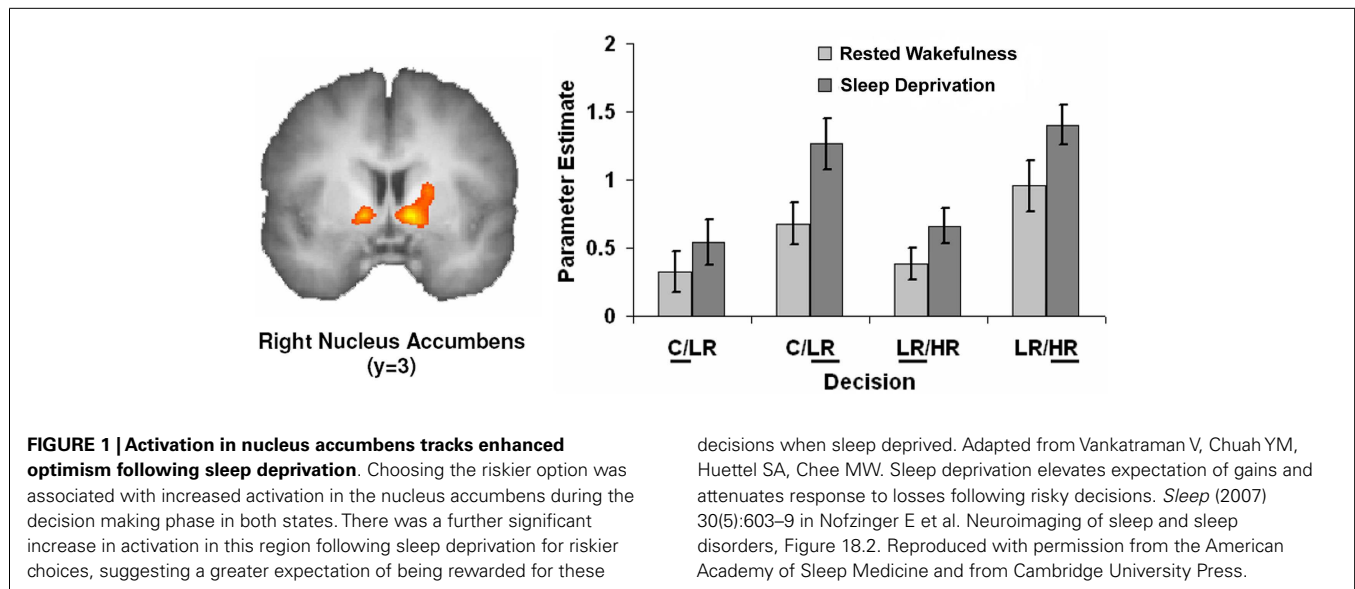 2
1.5
1
0.5
0
Parameter Estimate
Rested Wakefulness
Sleep Deprivation
C/LR C/LR LR/HR LR/HR
Decision
Right Nucleus Accumbens
(y=3)
FIGURE 1 | Activation in nucleus accumbens tracks enhanced
optimism following sleep deprivation. Choosing the riskier option was
associated with increased activation in the nucleus accumbens during the
decision making phase in both states. There was a further significant
increase in activation in this region following sleep deprivation for riskier
choices, suggesting a greater expectation of being rewarded for these
decisions when sleep deprived. Adapted from Vankatraman V, Chuah YM,
Huettel SA, Chee MW. Sleep deprivation elevates expectation of gains and
attenuates response to losses following risky decisions. Sleep (2007)
30(5):603–9 in Nofzinger E et al. Neuroimaging of sleep and sleep
disorders, Figure 18.2. Reproduced with permission from the American
Academy of Sleep Medicine and from Cambridge University Press.